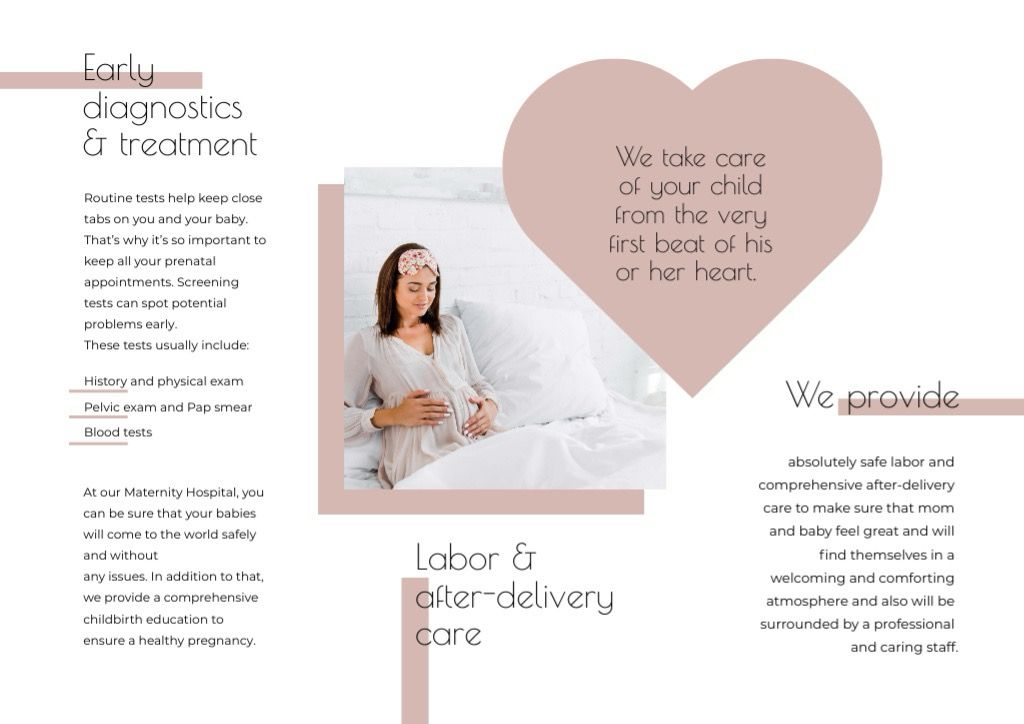 Early
diagnostics
& treatment
Routine tests help keep close
tabs on you and your baby.
That's why it's so important to
keep all your prenatal
appointments. Screening
tests can spot potential
problems early.
These tests usually include:
History and physical exam
Pelvic exam and Pap smear
Blood tests
At our Maternity Hospital, you
can be sure that your babies
will come to the world safely
and without
any issues. In addition to that,
we provide a comprehensive
childbirth education to
ensure a healthy pregnancy.
We take care
of your child
from the very
first beat of his
or her heart.
Labor &
after-delivery
care
We provide
absolutely safe labor and
comprehensive after-delivery
care to make sure that mom
and baby feel great and will
find themselves in a
welcoming and comforting
atmosphere and also will be
surrounded by a professional
and caring staff.